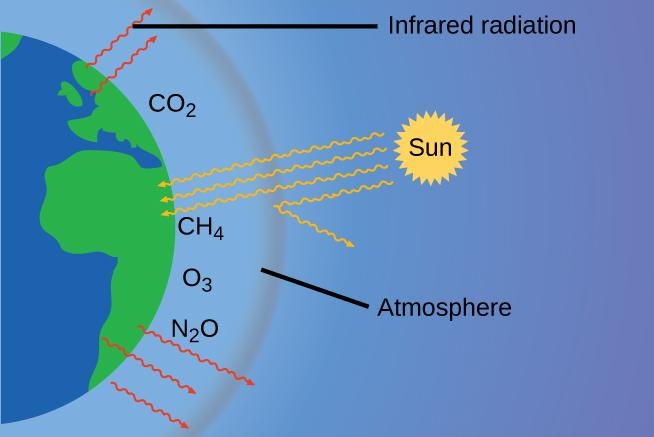 Infrared radiation
CO₂
Sun
CH₄
O₃
Atmosphere
N₂O